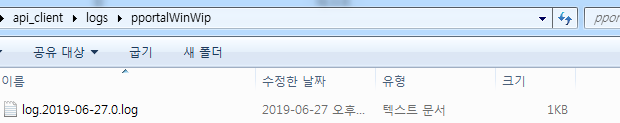 api_client ▸ logs ▸ pportalWinWip
ppor
공유 대상 굽기 새 폴더
이름 수정한 날짜 유형 크기
log.2019-06-27.0.log 2019-06-27 오후... 텍스트 문서 1KB